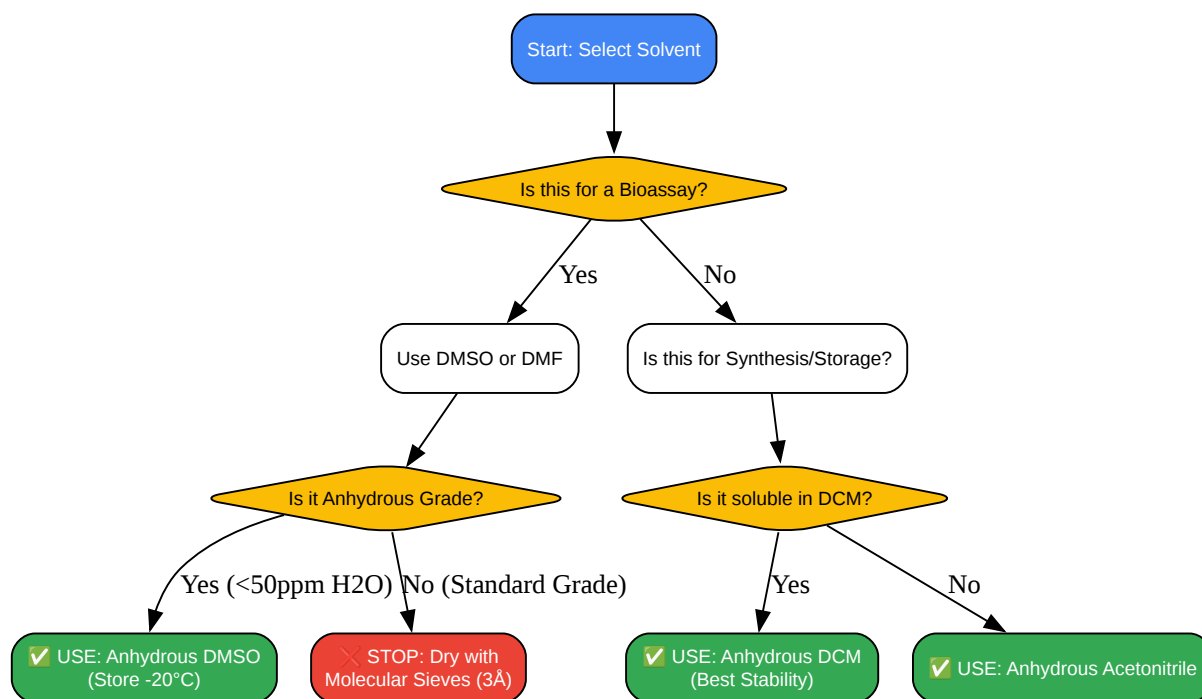 Start: Select Solvent
Is this for a Bioassay?
Yes
No
Use DMSO or DMF
Is this for Synthesis/Storage?
Is it Anhydrous Grade?
Is it soluble in DCM?
Yes (<50ppm H2O)
No (Standard Grade)
Yes
No
✅ USE: Anhydrous DMSO
(Store -20°C)
❌ STOP: Dry with
Molecular Sieves (3Å)
✅ USE: Anhydrous DCM
(Best Stability)
✅ USE: Anhydrous Acetonitrile